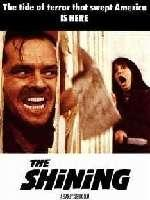 The tide of terror that swept America
IS HERE
THE
SHiNiNG